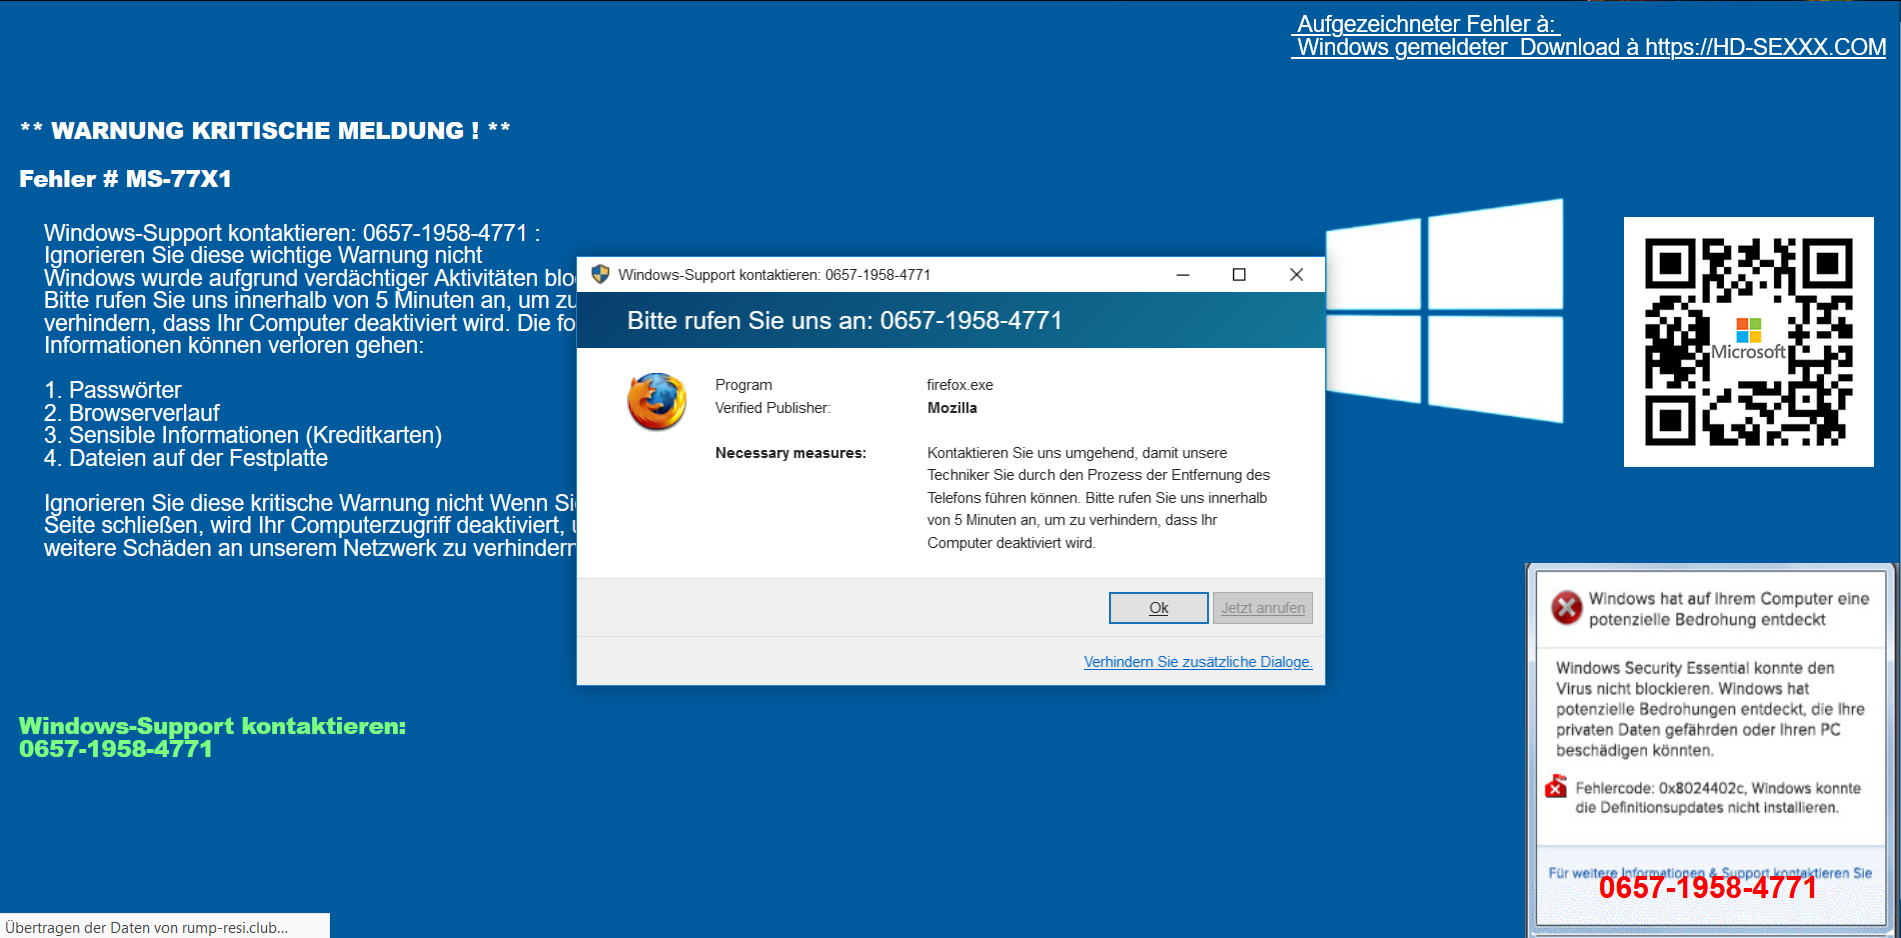 Aufgezeichneter Fehler à:
Windows gemeldeter Download à https://HD-SEXXX.COM
** WARNUNG KRITISCHE MELDUNG ! **
Fehler # MS-77X1
Windows-Support kontaktieren: 0657-1958-4771 :
Ignorieren Sie diese wichtige Warnung nicht
Windows wurde aufgrund verdächtiger Aktivitäten blo
Bitte rufen Sie uns innerhalb von 5 Minuten an, um zu
verhindern, dass Ihr Computer deaktiviert wird. Die fo
Informationen können verloren gehen:
1. Passwörter
2. Browserverlauf
3. Sensible Informationen (Kreditkarten)
4. Dateien auf der Festplatte
Ignorieren Sie diese kritische Warnung nicht Wenn Sie
Seite schließen, wird Ihr Computerzugriff deaktiviert, u
weitere Schäden an unserem Netzwerk zu verhindern
Windows-Support kontaktieren:
0657-1958-4771
Windows-Support kontaktieren: 0657-1958-4771
Bitte rufen Sie uns an: 0657-1958-4771
Program firefox.exe
Verified Publisher: Mozilla
Necessary measures: Kontaktieren Sie uns umgehend, damit unsere
Techniker Sie durch den Prozess der Entfernung des
Telefons führen können. Bitte rufen Sie uns innerhalb
von 5 Minuten an, um zu verhindern, dass Ihr
Computer deaktiviert wird.
Ok Jetzt anrufen
Verhindern Sie zusätzliche Dialoge.
Microsoft
Windows hat auf Ihrem Computer eine
potenzielle Bedrohung entdeckt
Windows Security Essential konnte den
Virus nicht blockieren. Windows hat
potenzielle Bedrohungen entdeckt, die Ihre
privaten Daten gefährden oder Ihren PC
beschädigen könnten.
Fehlercode: 0x8024402c, Windows konnte
die Definitionsupdates nicht installieren.
Für weitere Informationen & Support kontaktieren Sie
0657-1958-4771
Übertragen der Daten von rump-resi.club...